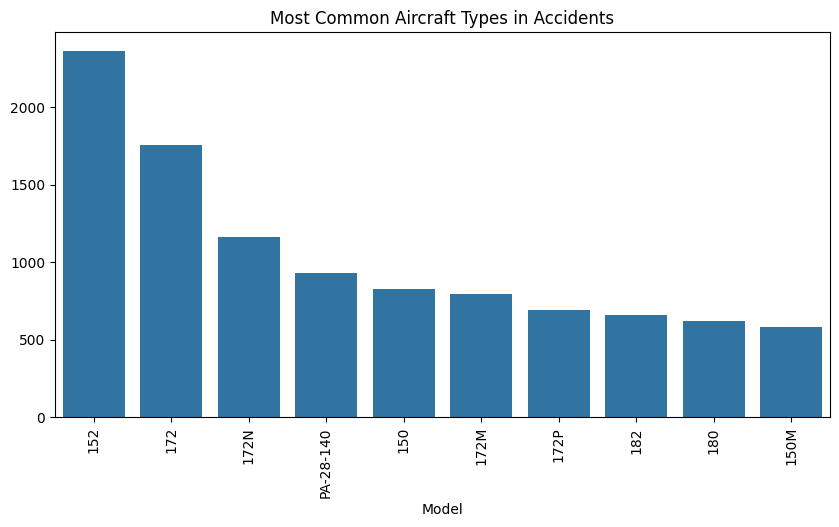 Most Common Aircraft Types in Accidents
2000
1500
1000
500
0
152
172
172N
PA-28-140
150
172M
172P
182
180
150M
Model